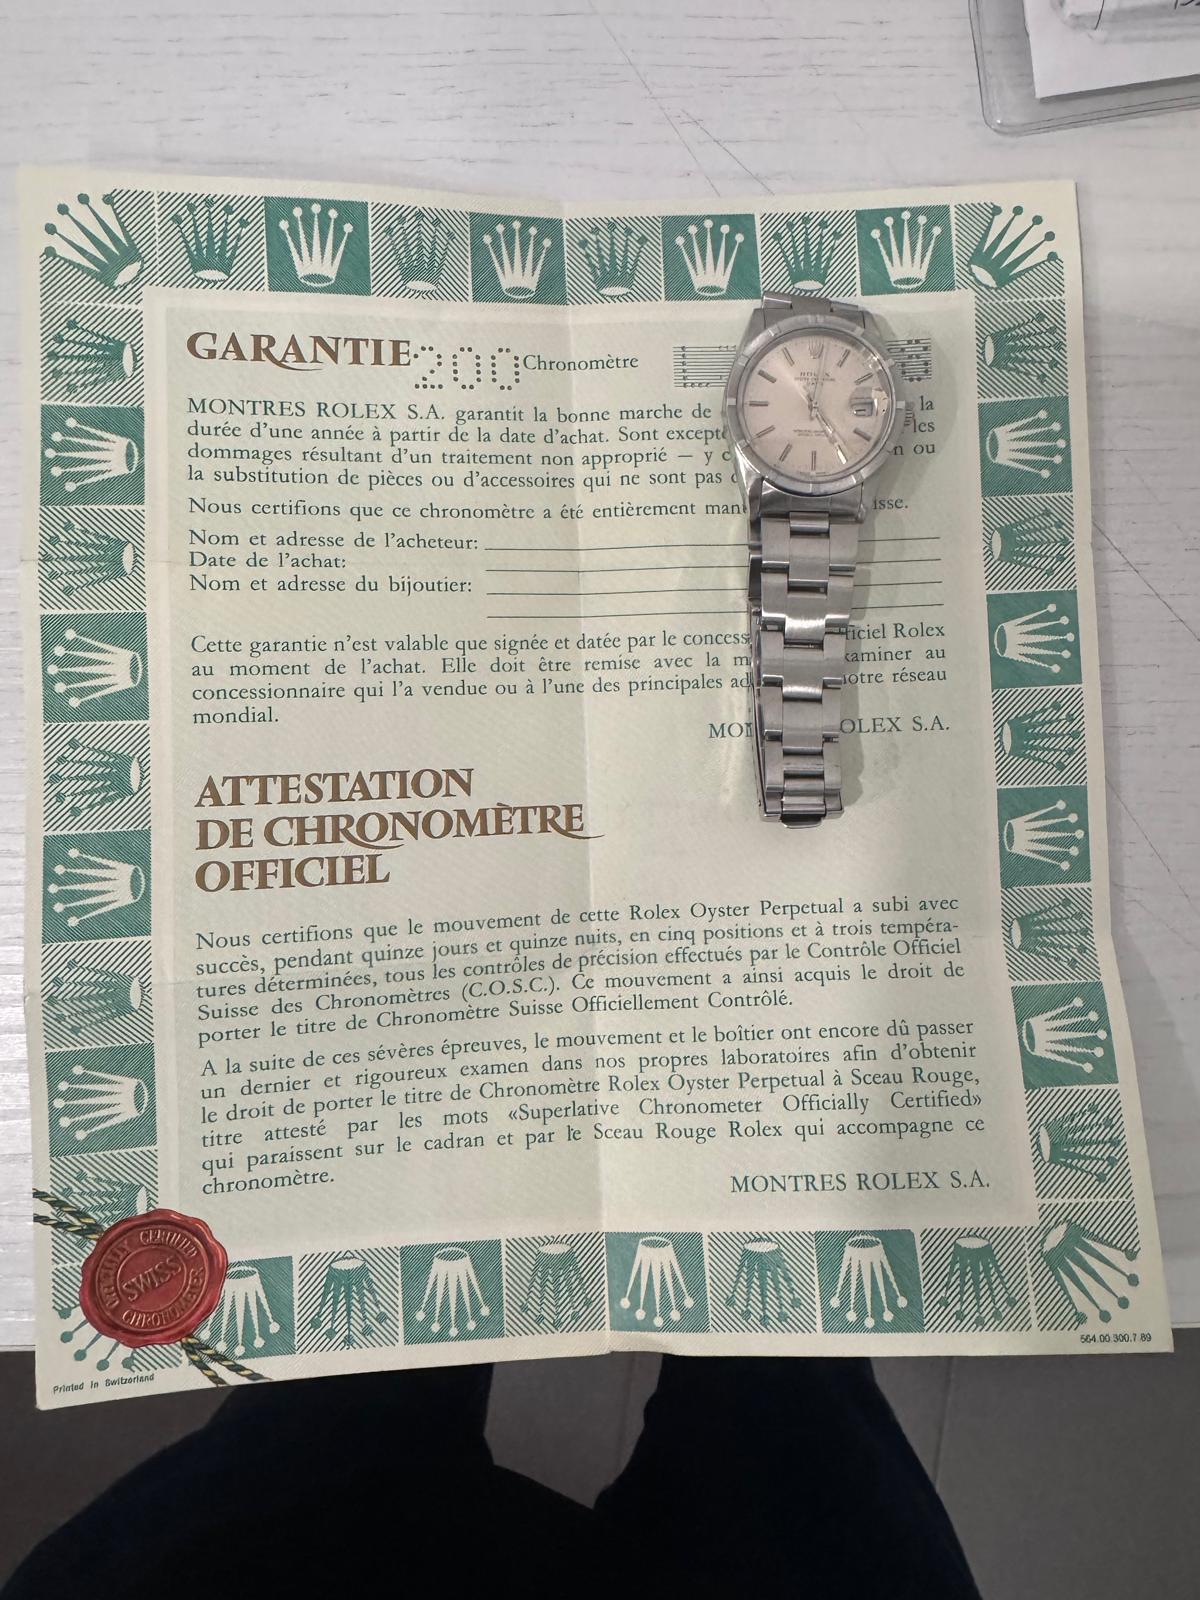 GARANTIE 200 Chronomètre
MONTRES ROLEX S.A. garantit la bonne marche de la
durée d'une année à partir de la date d'achat. Sont les
dommages résultant d'un traitement non approprié — y ou
la substitution de pièces ou d'accessoires qui ne sont pas
Nous certifions que ce chronomètre a été entièrement
Nom et adresse de l'acheteur:
Date de l'achat:
Nom et adresse du bijoutier:
Cette garantie n'est valable que signée et datée par le Rolex
au moment de l'achat. Elle doit être remise avec la au
concessionnaire qui l'a vendue ou à l'une des principales réseau
mondial.
ROLEX S.A.
ROLEX
ATTESTATION
DE CHRONOMÈTRE
OFFICIEL
Nous certifions que le mouvement de cette Rolex Oyster Perpetual a subi avec
succès, pendant quinze jours et quinze nuits, en cinq positions et à trois tempéra-
tures déterminées, tous les contrôles de précision effectués par le Contrôle Officiel
Suisse des Chronomètres (C.O.S.C.). Ce mouvement a ainsi acquis le droit de
porter le titre de Chronomètre Suisse Officiellement Contrôlé.
A la suite de ces sévères épreuves, le mouvement et le boîtier ont encore dû passer
un dernier et rigoureux examen dans nos propres laboratoires afin d'obtenir
le droit de porter le titre de Chronomètre Rolex Oyster Perpetual à Sceau Rouge,
titre attesté par les mots «Superlative Chronometer Officially Certified»
qui paraissent sur le cadran et par le Sceau Rouge Rolex qui accompagne ce
chronomètre.
MONTRES ROLEX S.A.
OFFICIALLY CERTIFIED
SWISS
CHRONOMETER
564.00.300.7.89
Printed in Switzerland